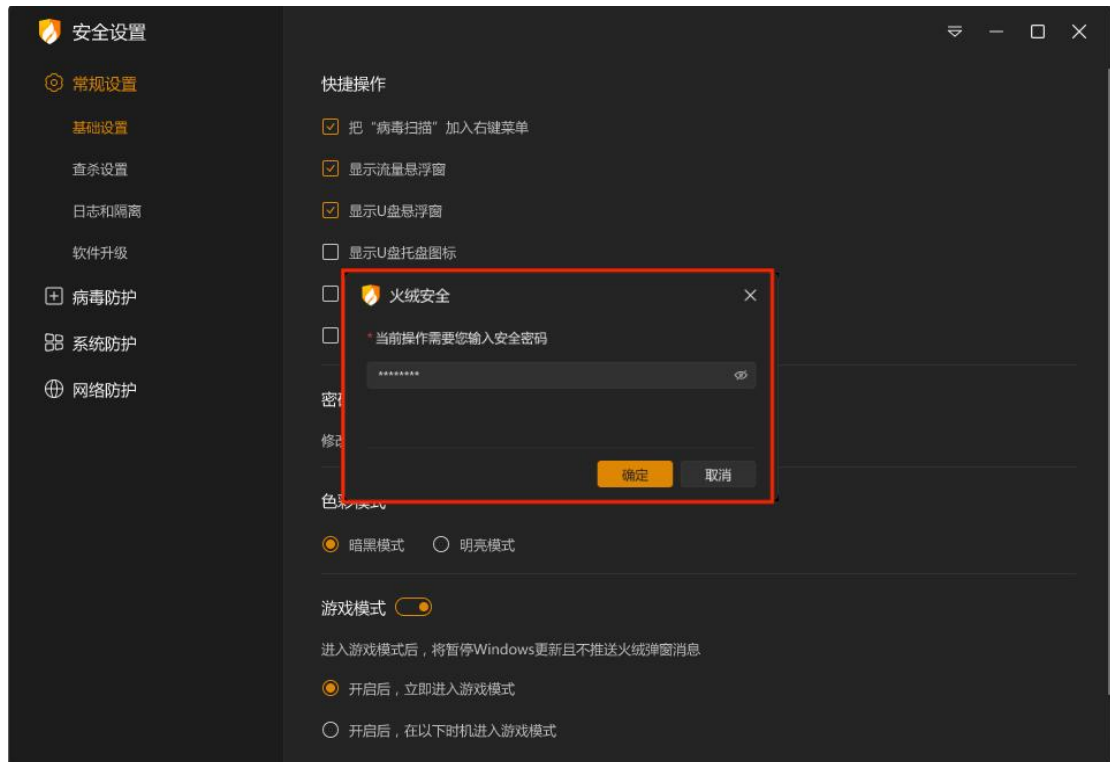 安全设置
常规设置
基础设置
查杀设置
日志和隔离
软件升级
病毒防护
系统防护
网络防护
快捷操作
把“病毒扫描”加入右键菜单
显示流量悬浮窗
显示U盘悬浮窗
显示U盘托盘图标
火绒安全
*当前操作需要您输入安全密码
********
确定 取消
密
修改
色彩模式
暗黑模式 明亮模式
游戏模式
进入游戏模式后，将暂停Windows更新且不推送火绒弹窗消息
开启后，立即进入游戏模式
开启后，在以下时机进入游戏模式